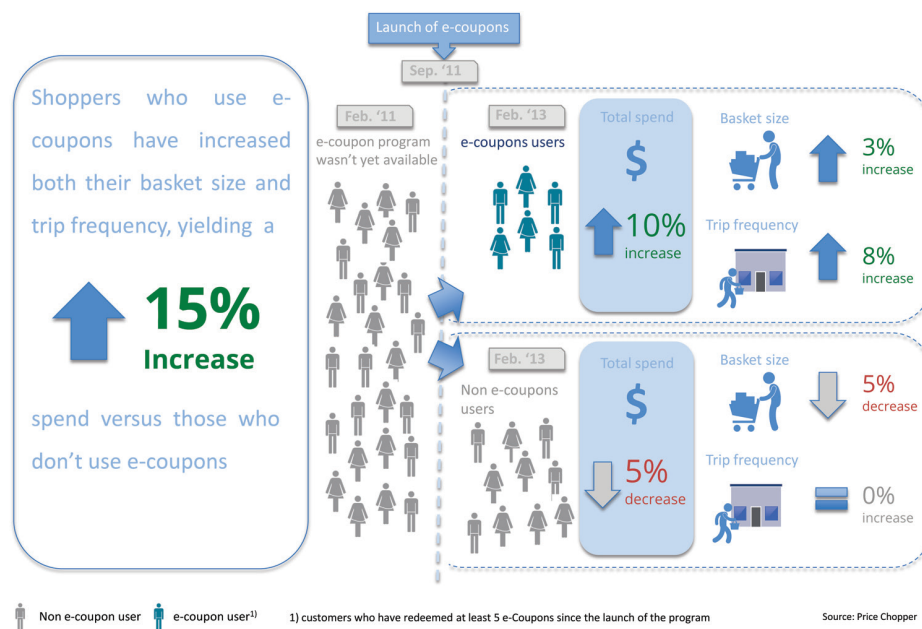 Launch of e-coupons
Sep. ‘11
Shoppers who use e-
coupons have increased
both their basket size and
trip frequency, yielding a
15%
Increase
spend versus those who
don’t use e-coupons
Feb. ‘11
e-coupon program
wasn’t yet available
Feb. ‘13
e-coupons users
Total spend
$
10%
increase
Basket size
3%
increase
Trip frequency
8%
increase
Feb. ‘13
Non e-coupons
users
Total spend
$
5%
decrease
Basket size
5%
decrease
Trip frequency
0%
increase
Non e-coupon user
e-coupon user1)
1) customers who have redeemed at least 5 e-Coupons since the launch of the program
Source: Price Chopper